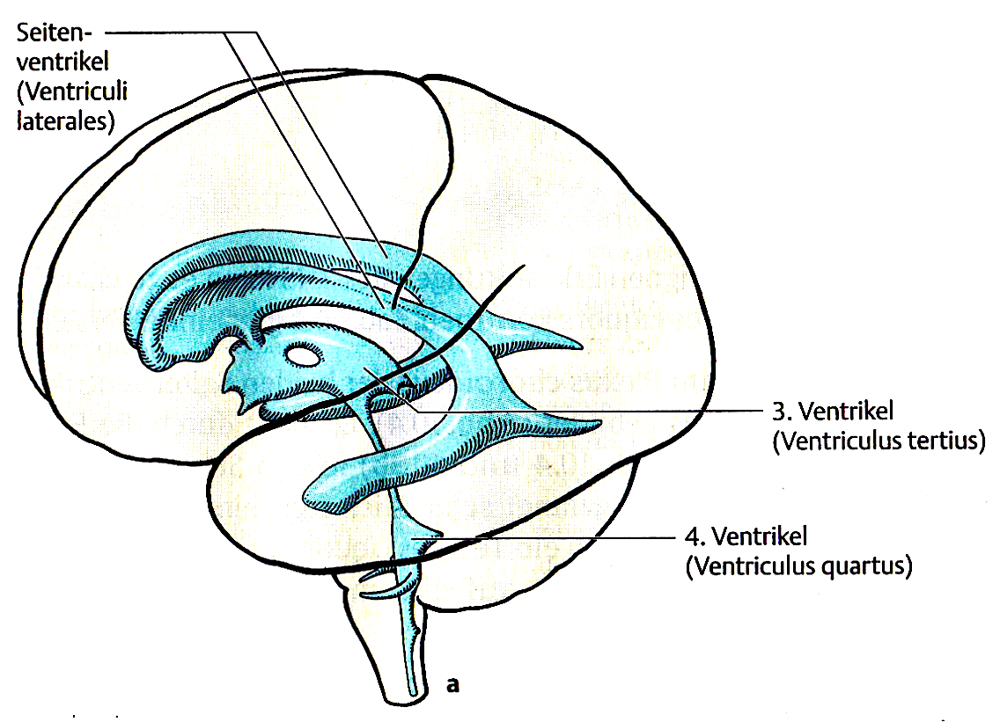 Seiten-
ventrikel
(Ventriculi
laterales)
3. Ventrikel
(Ventriculus tertius)
4. Ventrikel
(Ventriculus quartus)
a